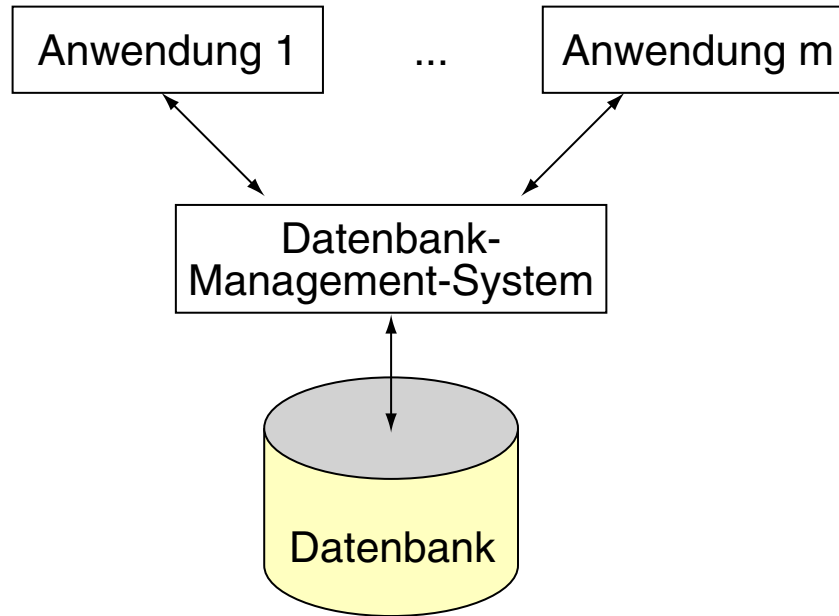 Anwendung 1 ... Anwendung m
Datenbank-
Management-System
Datenbank